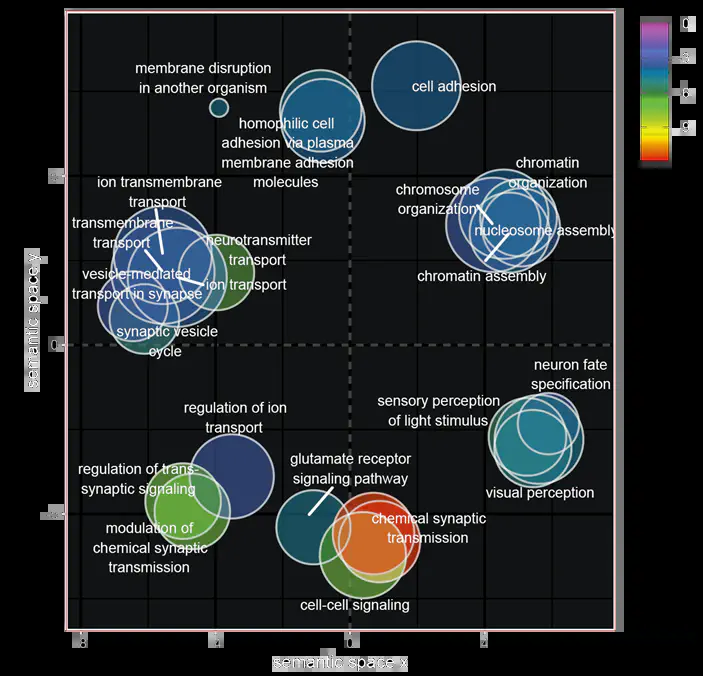 membrane disruption
in another organism
cell adhesion
homophilic cell
adhesion via plasma
membrane adhesion
molecules
chromatin
organization
chromosome
organization
nucleosome assembly
chromatin assembly
ion transmembrane
transport
transmembrane
transport
neurotransmitter
transport
vesicle-mediated
transport in synapse
ion transport
synaptic vesicle
cycle
neuron fate
specification
sensory perception
of light stimulus
visual perception
regulation of ion
transport
glutamate receptor
signaling pathway
regulation of trans-
synaptic signaling
modulation of
chemical synaptic
transmission
chemical synaptic
transmission
cell-cell signaling
semantic space y
0
0
semantic space x
0